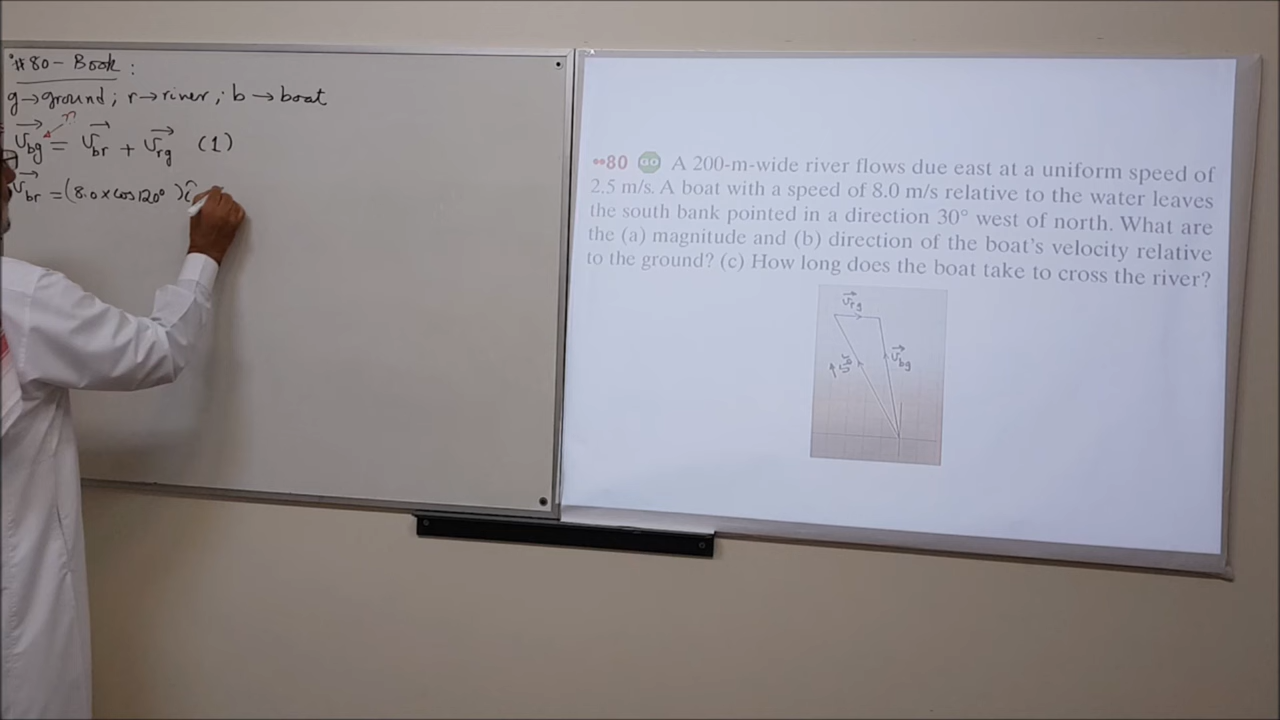 #80 - Book :
g → ground ; r → river ; b → boat
v⃗bg = v⃗br + v⃗rg (1)
v⃗br = (8.0 × cos 120° ) î
••80 GO A 200-m-wide river flows due east at a uniform speed of
2.5 m/s. A boat with a speed of 8.0 m/s relative to the water leaves
the south bank pointed in a direction 30° west of north. What are
the (a) magnitude and (b) direction of the boat's velocity relative
to the ground? (c) How long does the boat take to cross the river?
v⃗rg
v⃗bg